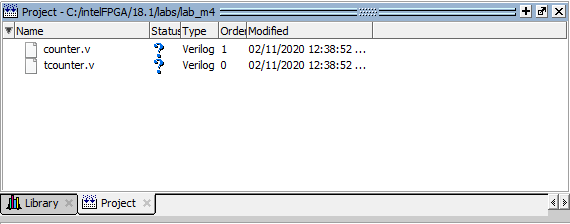 Project - C:/intelFPGA/18.1/labs/lab_m4
Name Status Type Order Modified
counter.v ? Verilog 1 02/11/2020 12:38:52 ...
tcounter.v ? Verilog 0 02/11/2020 12:38:52 ...
Library Project